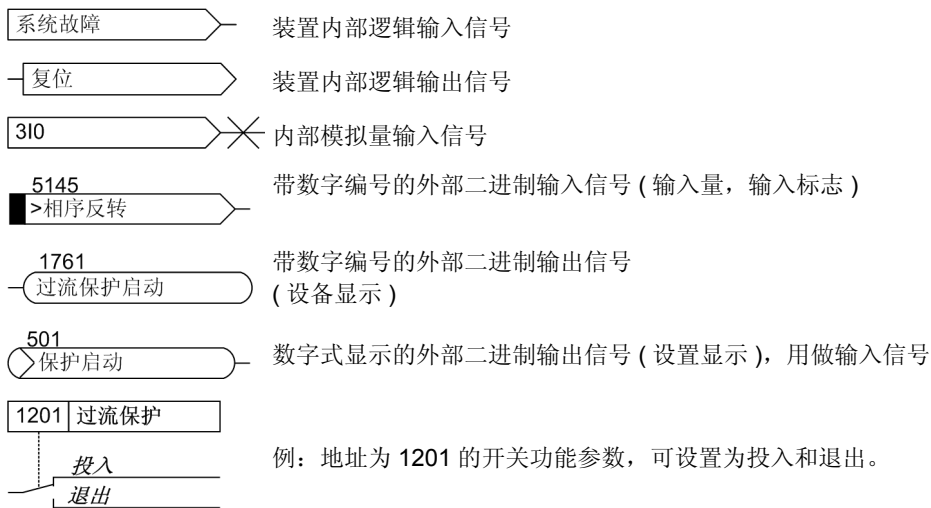 系统故障 装置内部逻辑输入信号
复位 装置内部逻辑输出信号
3I0 内部模拟量输入信号
5145 带数字编号的外部二进制输入信号 ( 输入量，输入标志 )
>相序反转
1761 带数字编号的外部二进制输出信号
过流保护启动 ( 设备显示 )
501
保护启动 数字式显示的外部二进制输出信号 ( 设置显示 )，用做输入信号
1201 过流保护
投入 例：地址为 1201 的开关功能参数，可设置为投入和退出。
退出